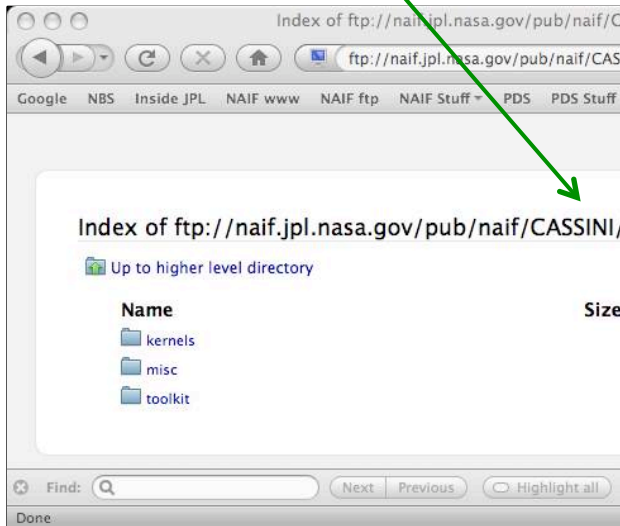 Index of ftp://naif.jpl.nasa.gov/pub/naif/C
ftp://naif.jpl.nasa.gov/pub/naif/CAS
Google NBS Inside JPL NAIF www NAIF ftp NAIF Stuff PDS PDS Stuff
Index of ftp://naif.jpl.nasa.gov/pub/naif/CASSINI/
Up to higher level directory
Name Size
kernels
misc
toolkit
Find: Next Previous Highlight all
Done